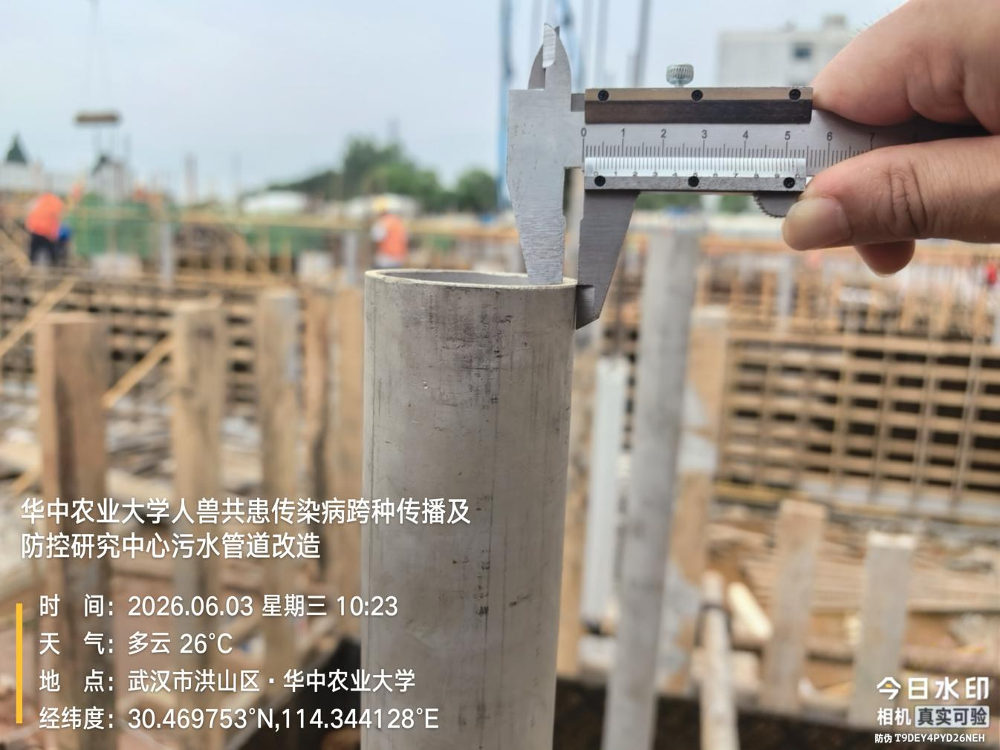 0 1 2 3 4 5 6 7
华中农业大学人兽共患传染病跨种传播及
防控研究中心污水管道改造
时 间：2026.06.03 星期三 10:23
天 气：多云 26°C
地 点：武汉市洪山区·华中农业大学
经纬度：30.469753°N,114.344128°E
今日水印
相机 真实可验
防伪 T9DEY4PYD26NEH